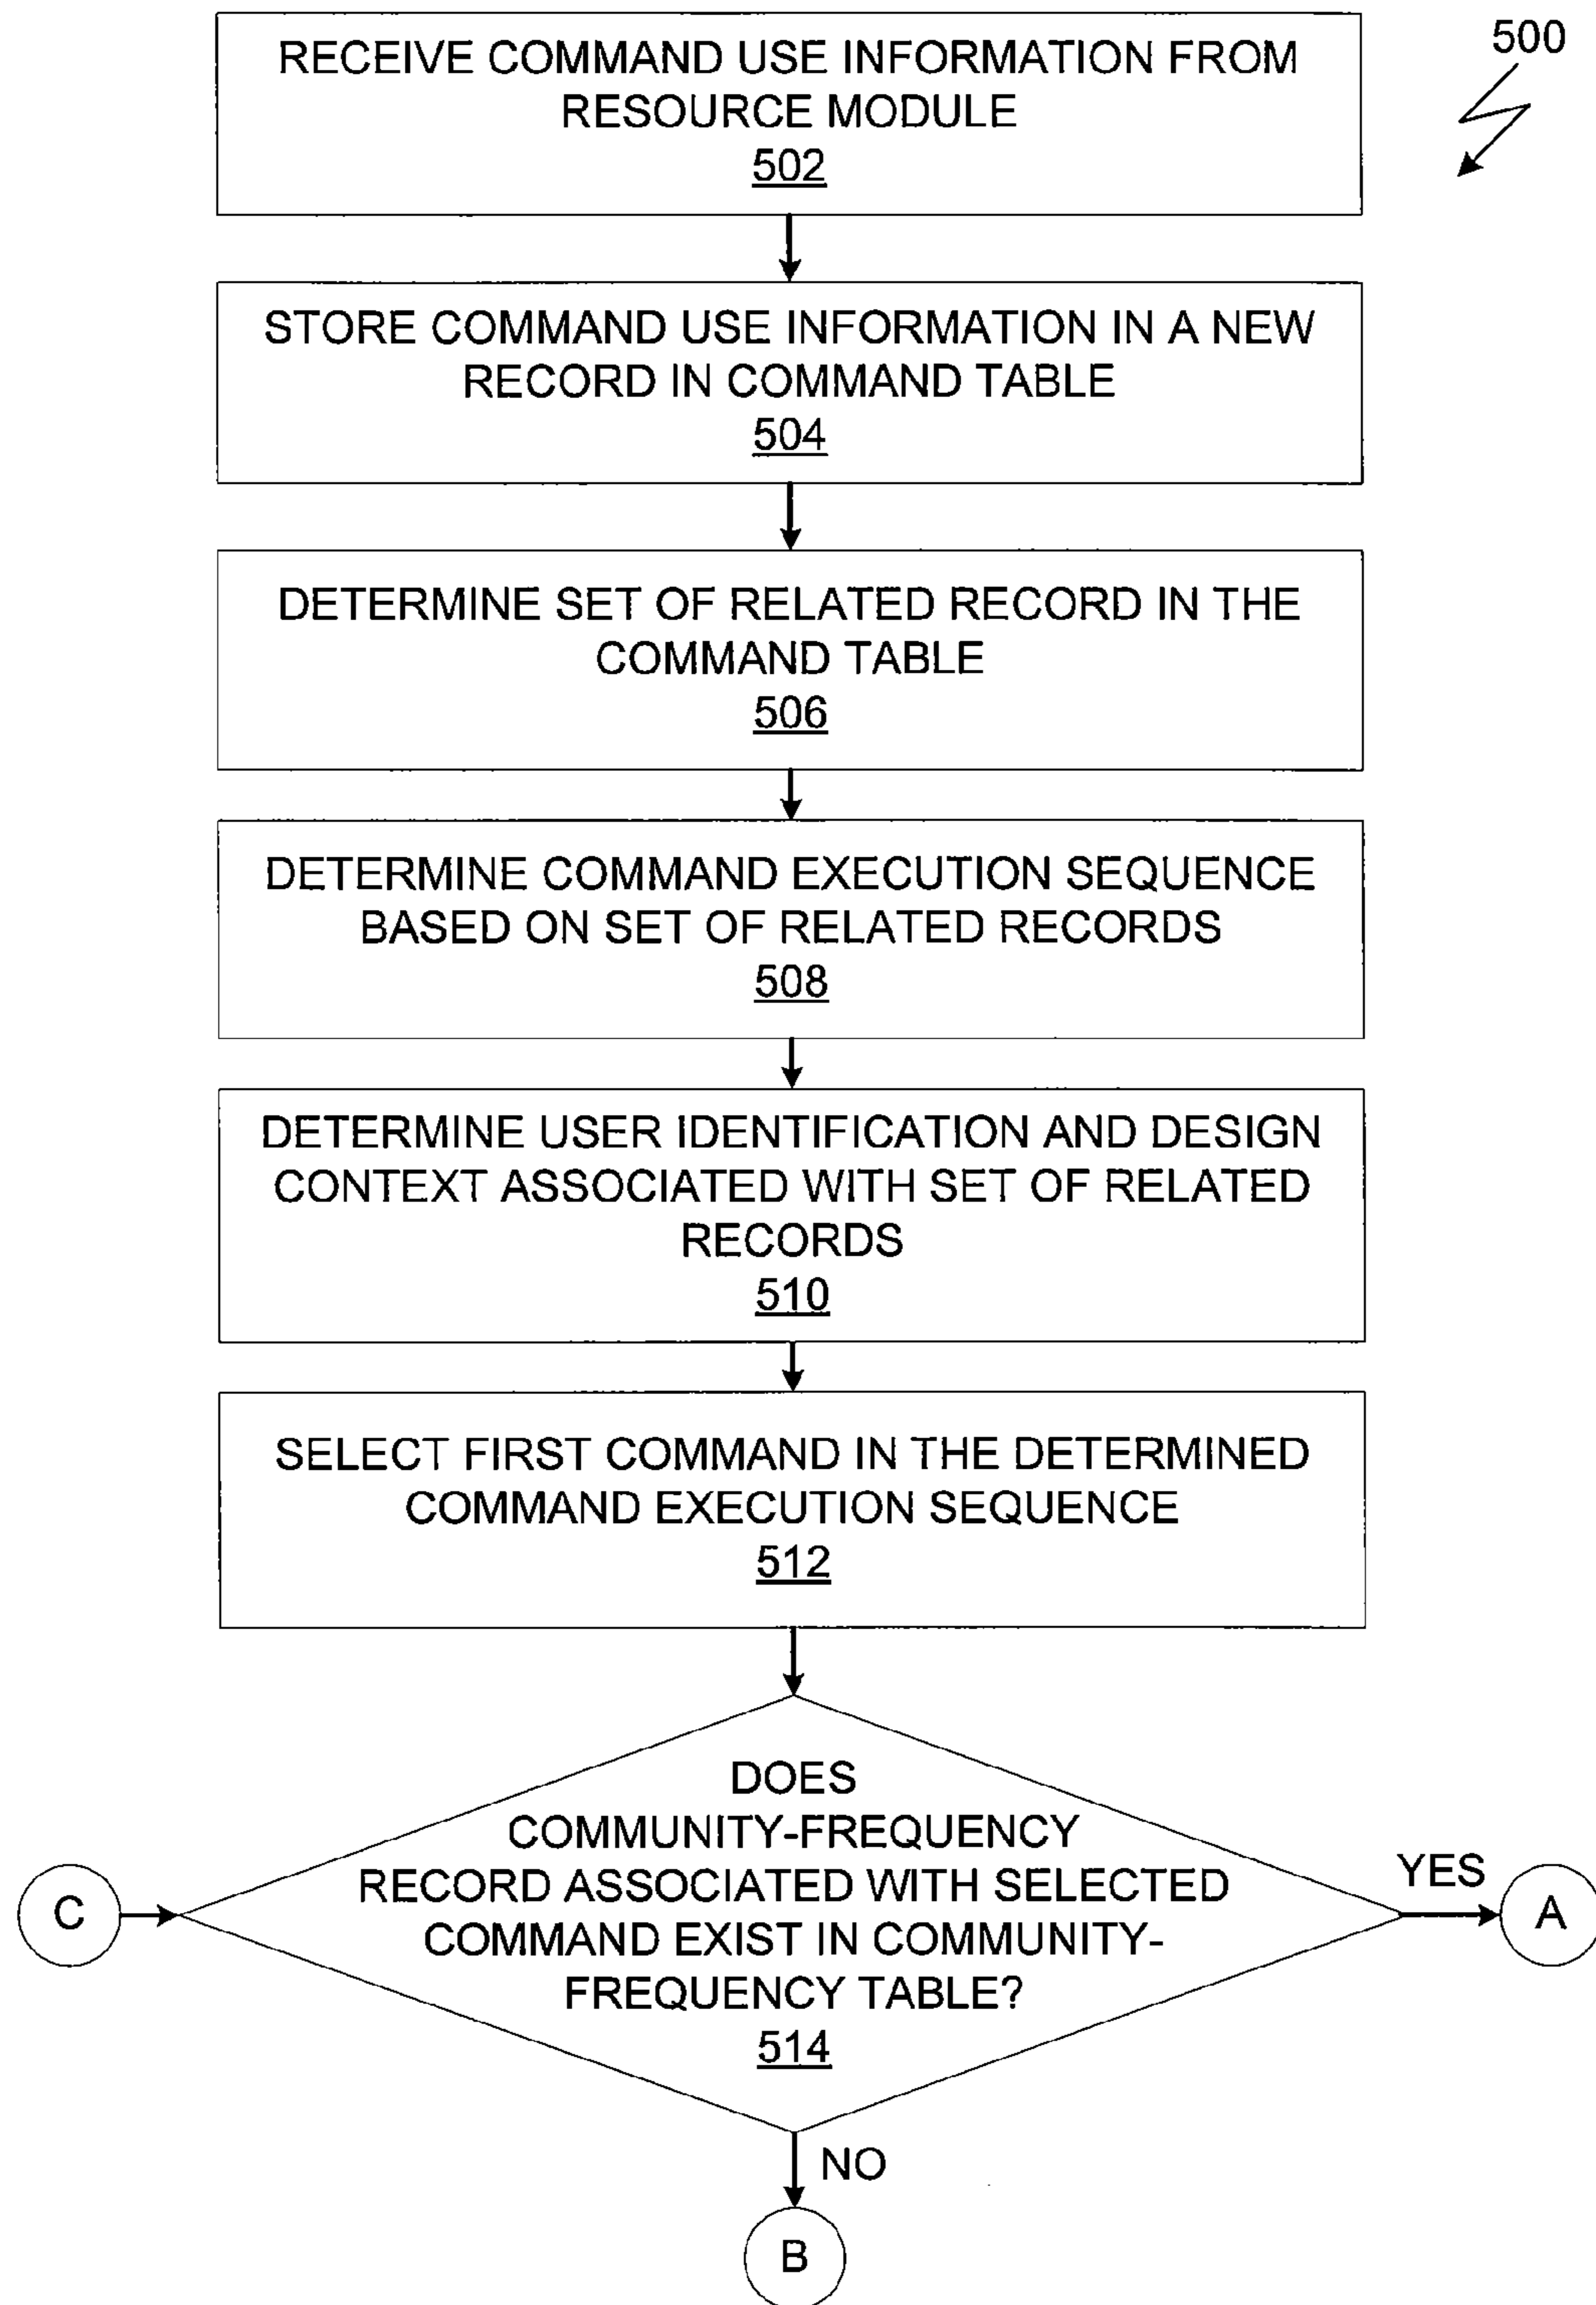 500
RECEIVE COMMAND USE INFORMATION FROM
RESOURCE MODULE
502
STORE COMMAND USE INFORMATION IN A NEW
RECORD IN COMMAND TABLE
504
DETERMINE SET OF RELATED RECORD IN THE
COMMAND TABLE
506
DETERMINE COMMAND EXECUTION SEQUENCE
BASED ON SET OF RELATED RECORDS
508
DETERMINE USER IDENTIFICATION AND DESIGN
CONTEXT ASSOCIATED WITH SET OF RELATED
RECORDS
510
SELECT FIRST COMMAND IN THE DETERMINED
COMMAND EXECUTION SEQUENCE
512
DOES
COMMUNITY-FREQUENCY
RECORD ASSOCIATED WITH SELECTED
COMMAND EXIST IN COMMUNITY-
FREQUENCY TABLE?
514
C
YES
A
NO
B